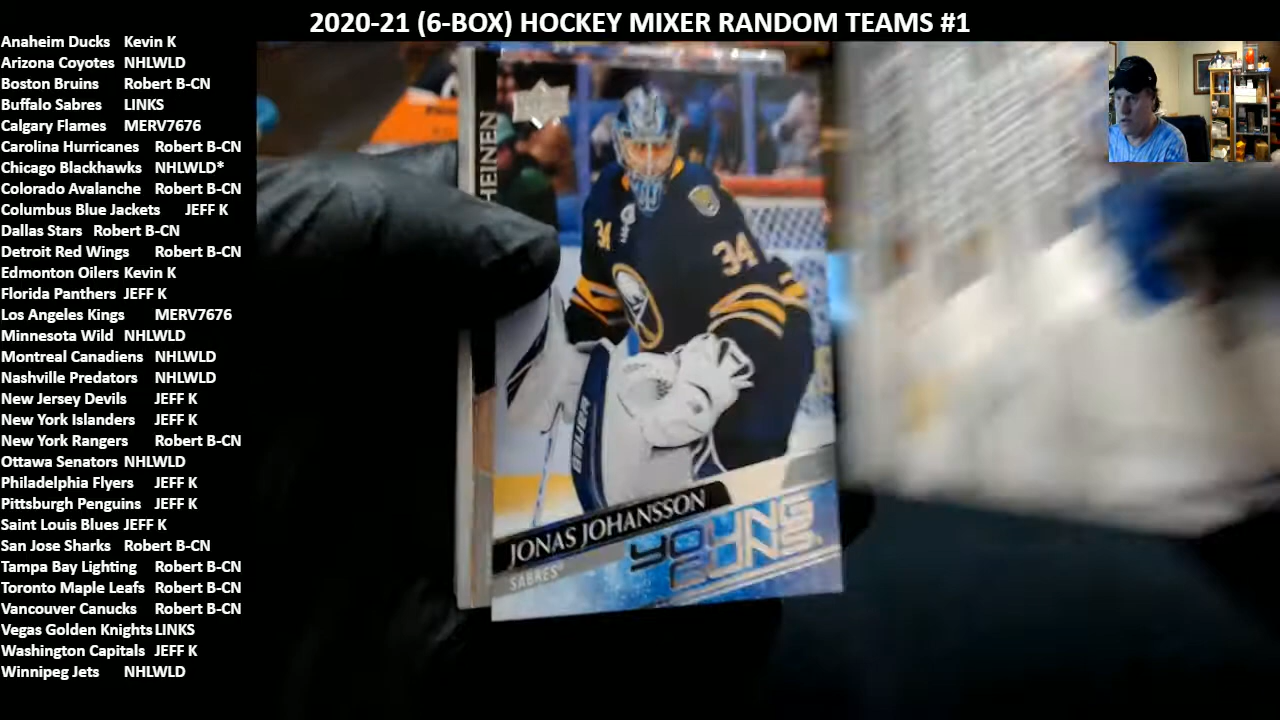 2020-21 (6-BOX) HOCKEY MIXER RANDOM TEAMS #1
Anaheim Ducks Kevin K
Arizona Coyotes NHLWLD
Boston Bruins Robert B-CN
Buffalo Sabres LINKS
Calgary Flames MERV7676
Carolina Hurricanes Robert B-CN
Chicago Blackhawks NHLWLD*
Colorado Avalanche Robert B-CN
Columbus Blue Jackets JEFF K
Dallas Stars Robert B-CN
Detroit Red Wings Robert B-CN
Edmonton Oilers Kevin K
Florida Panthers JEFF K
Los Angeles Kings MERV7676
Minnesota Wild NHLWLD
Montreal Canadiens NHLWLD
Nashville Predators NHLWLD
New Jersey Devils JEFF K
New York Islanders JEFF K
New York Rangers Robert B-CN
Ottawa Senators NHLWLD
Philadelphia Flyers JEFF K
Pittsburgh Penguins JEFF K
Saint Louis Blues JEFF K
San Jose Sharks Robert B-CN
Tampa Bay Lighting Robert B-CN
Toronto Maple Leafs Robert B-CN
Vancouver Canucks Robert B-CN
Vegas Golden Knights LINKS
Washington Capitals JEFF K
Winnipeg Jets NHLWLD
HEINEN
34
34
BAUER
JONAS JOHANSSON
SABRES
YOUNG
GUNS